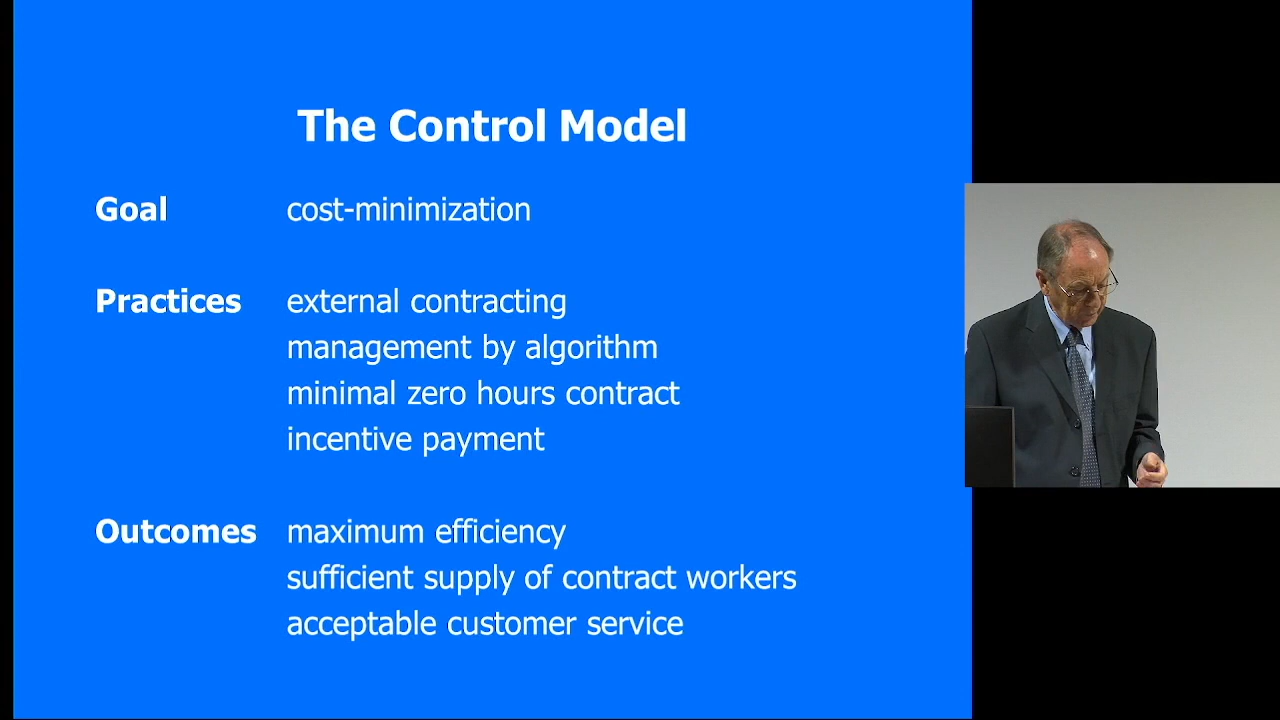 The Control Model
Goal cost-minimization
Practices external contracting
management by algorithm
minimal zero hours contract
incentive payment
Outcomes maximum efficiency
sufficient supply of contract workers
acceptable customer service